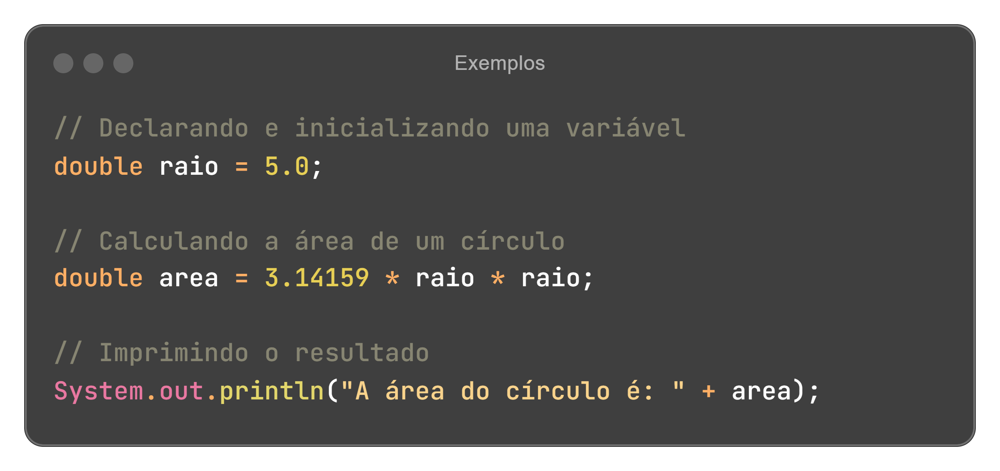 Exemplos
// Declarando e inicializando uma variável
double raio = 5.0;
// Calculando a área de um círculo
double area = 3.14159 * raio * raio;
// Imprimindo o resultado
System.out.println("A área do círculo é: " + area);